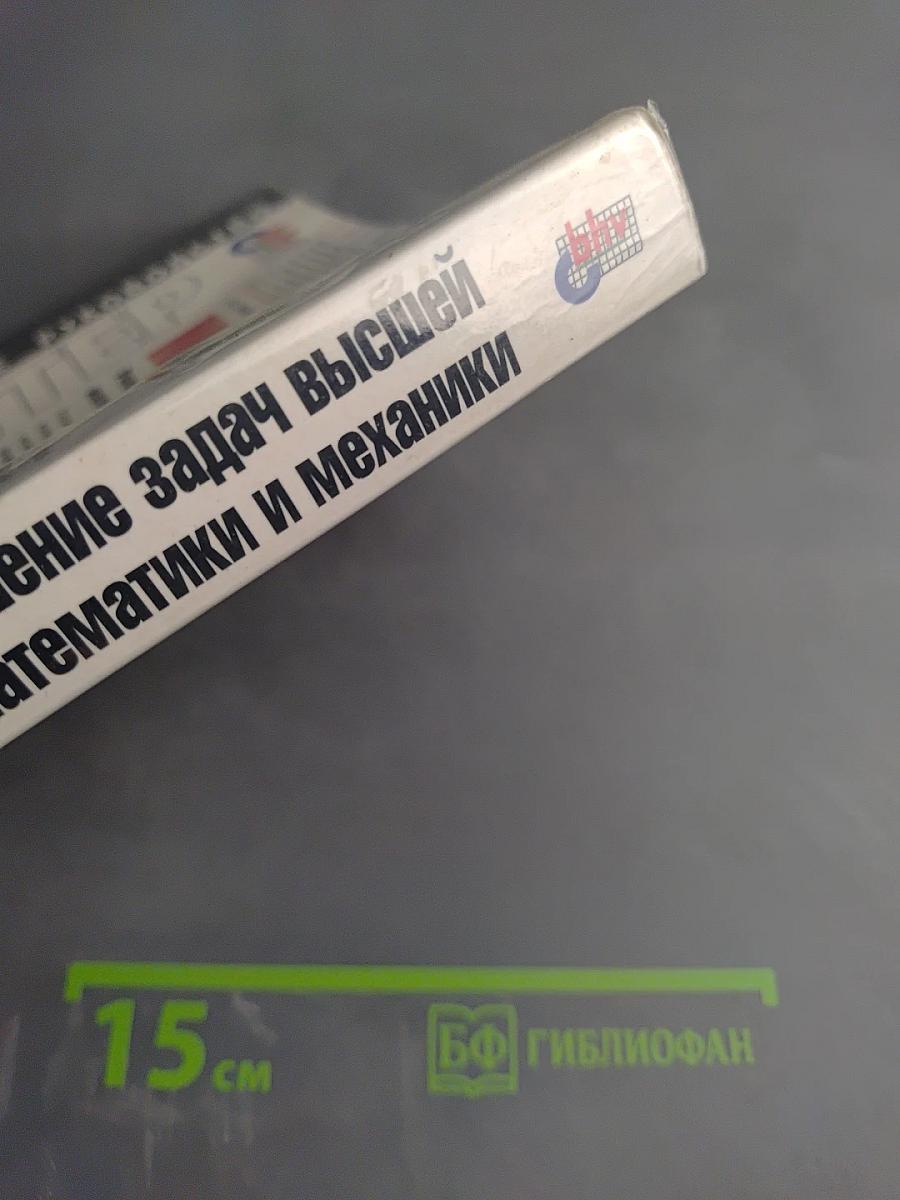 bhv
ение задач высшей
атематики и механики
15 см
БФ ГИБЛИОФАН